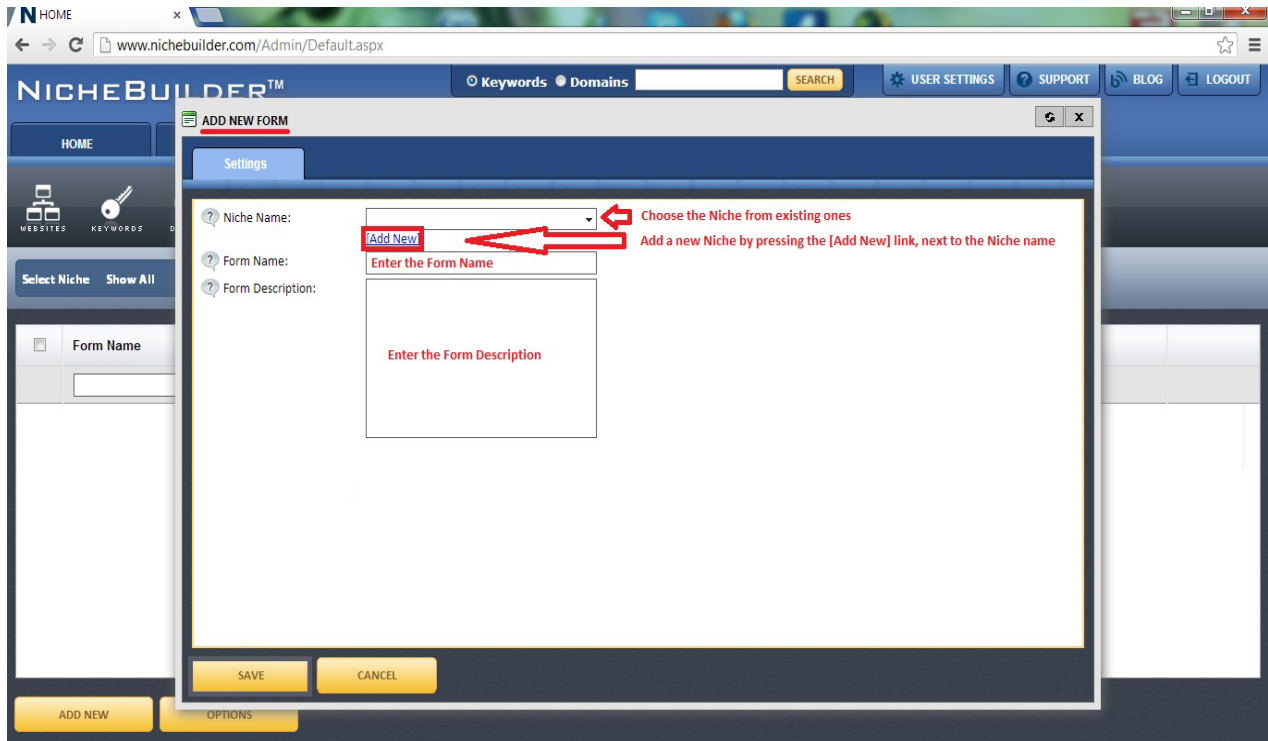 N HOME x
www.nichebuilder.com/Admin/Default.aspx
NICHEBUILDER™
Keywords Domains SEARCH USER SETTINGS SUPPORT BLOG LOGOUT
ADD NEW FORM X
HOME
Settings
WEBSITES KEYWORDS
? Niche Name: Choose the Niche from existing ones
[Add New] Add a new Niche by pressing the [Add New] link, next to the Niche name
? Form Name: Enter the Form Name
? Form Description:
Select Niche Show All
Form Name
Enter the Form Description
SAVE CANCEL
ADD NEW OPTIONS